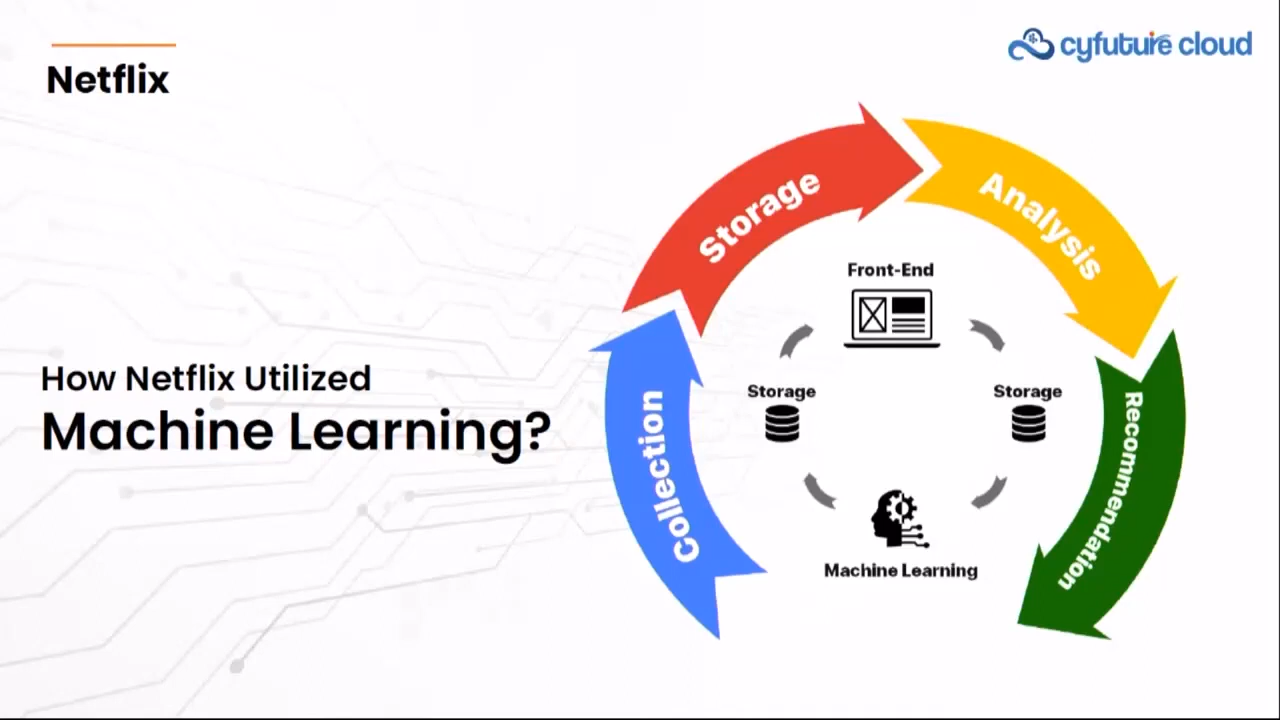 Netflix
cyfuture cloud
How Netflix Utilized
Machine Learning?
Collection
Storage
Analysis
Recommendation
Front-End
Storage
Storage
Machine Learning